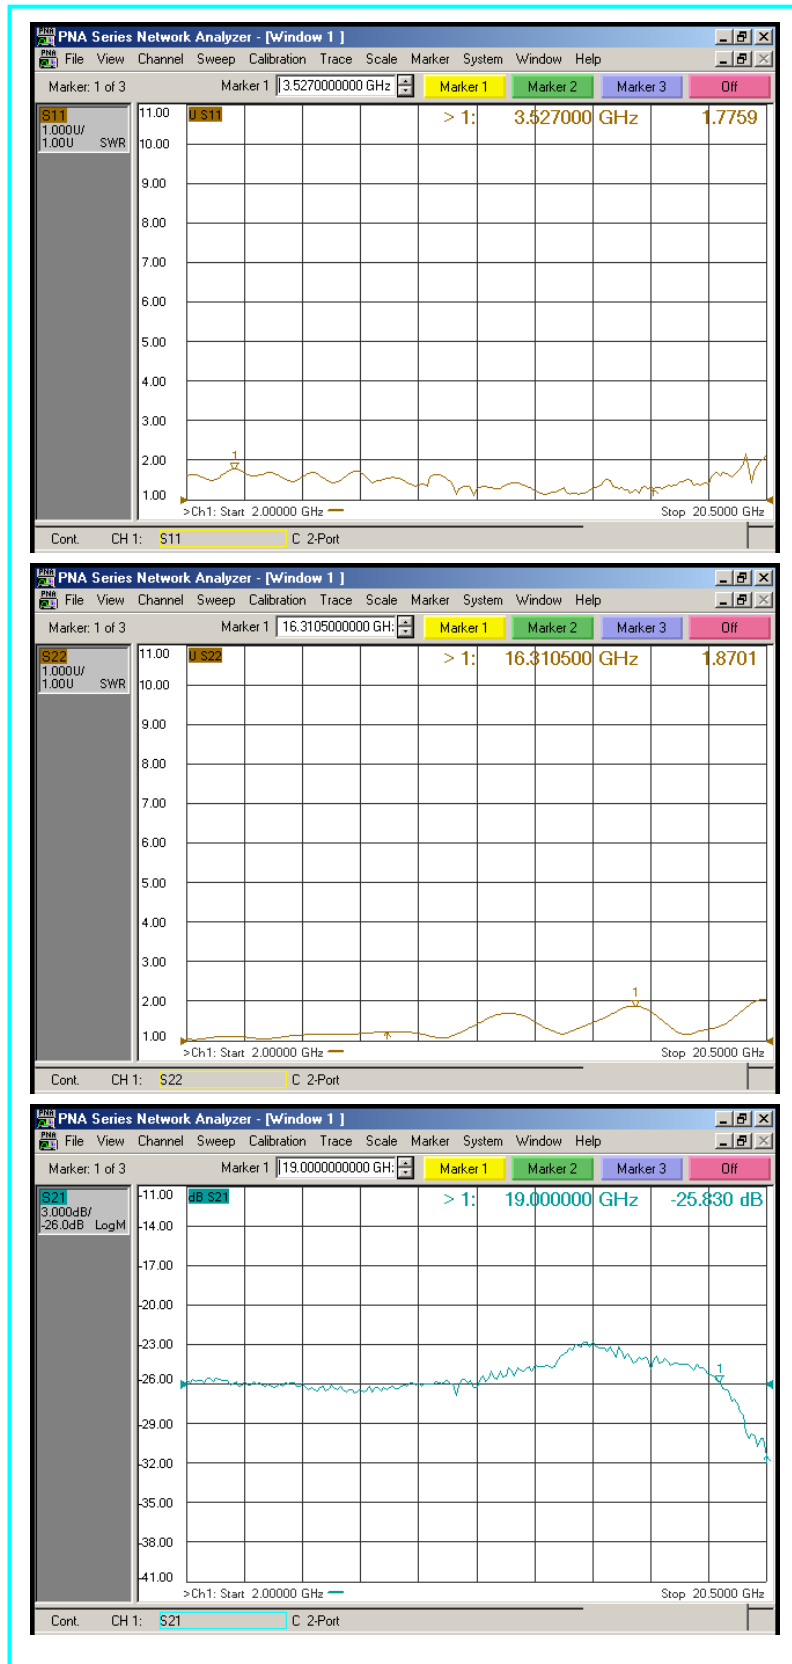 PNA Series Network Analyzer - [Window 1 ]
File View Channel Sweep Calibration Trace Scale Marker System Window Help
Marker: 1 of 3 Marker 1 3.5270000000 GHz Marker 1 Marker 2 Marker 3 Off
S11
1.000U/
1.00U SWR
U S11
> 1: 3.527000 GHz 1.7759
11.00
10.00
9.00
8.00
7.00
6.00
5.00
4.00
3.00
2.00
1.00
1
>Ch1: Start 2.00000 GHz
Stop 20.5000 GHz
Cont. CH 1: S11 C 2-Port
PNA Series Network Analyzer - [Window 1 ]
File View Channel Sweep Calibration Trace Scale Marker System Window Help
Marker: 1 of 3 Marker 1 16.3105000000 GH: Marker 1 Marker 2 Marker 3 Off
S22
1.000U/
1.00U SWR
U S22
> 1: 16.310500 GHz 1.8701
11.00
10.00
9.00
8.00
7.00
6.00
5.00
4.00
3.00
2.00
1.00
1
>Ch1: Start 2.00000 GHz
Stop 20.5000 GHz
Cont. CH 1: S22 C 2-Port
PNA Series Network Analyzer - [Window 1 ]
File View Channel Sweep Calibration Trace Scale Marker System Window Help
Marker: 1 of 3 Marker 1 19.0000000000 GH: Marker 1 Marker 2 Marker 3 Off
S21
3.000dB/
-26.0dB LogM
dB S21
> 1: 19.000000 GHz -25.830 dB
-11.00
-14.00
-17.00
-20.00
-23.00
-26.00
-29.00
-32.00
-35.00
-38.00
-41.00
1
>Ch1: Start 2.00000 GHz
Stop 20.5000 GHz
Cont. CH 1: S21 C 2-Port